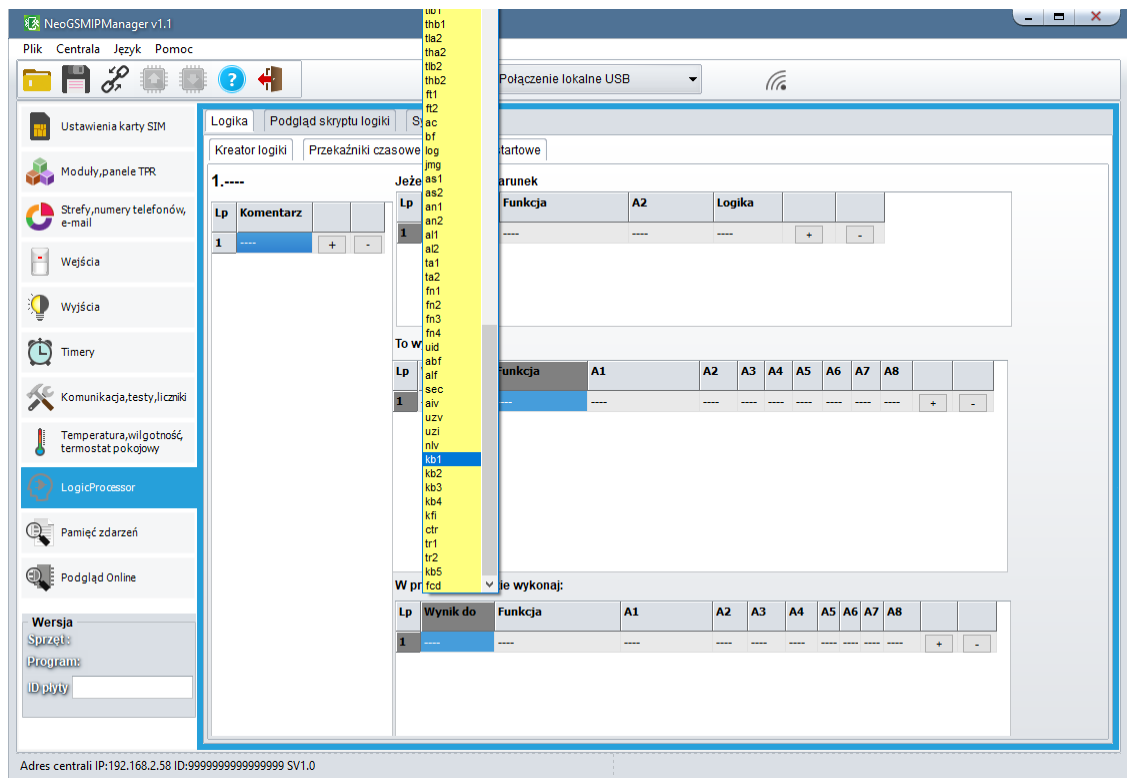 NeoGSMIPManager v1.1
Plik Centrala Język Pomoc
Połączenie lokalne USB
Ustawienia karty SIM
Moduły,panele TPR
Strefy,numery telefonów,
e-mail
Wejścia
Wyjścia
Timery
Komunikacja,testy,liczniki
Temperatura,wilgotność,
termostat pokojowy
LogicProcessor
Pamięć zdarzeń
Podgląd Online
Wersja
Sprzęt:
Program:
ID płyty
Logika Podgląd skryptu logiki
Kreator logiki Przekaźniki czasowe startowe
1.----
Lp Komentarz
1 ---- + -
Lp Funkcja A2 Logika
1 ---- ---- ---- + -
Lp Funkcja A1 A2 A3 A4 A5 A6 A7 A8
1 ---- ---- ---- ---- ---- ---- ---- ---- ---- + -
wykonaj:
Lp Wynik do Funkcja A1 A2 A3 A4 A5 A6 A7 A8
1 ---- ---- ---- ---- ---- ---- ---- ---- ---- ---- + -
thb1
tla2
tha2
tlb2
thb2
ft1
ft2
ac
bf
log
jmg
as1
as2
an1
an2
al1
al2
ta1
ta2
fn1
fn2
fn3
fn4
uid
abf
alf
sec
aiv
uzv
uzi
nlv
kb1
kb2
kb3
kb4
kfi
ctr
tr1
tr2
kb5
fcd
Adres centrali IP:192.168.2.58 ID:9999999999999999 SV1.0